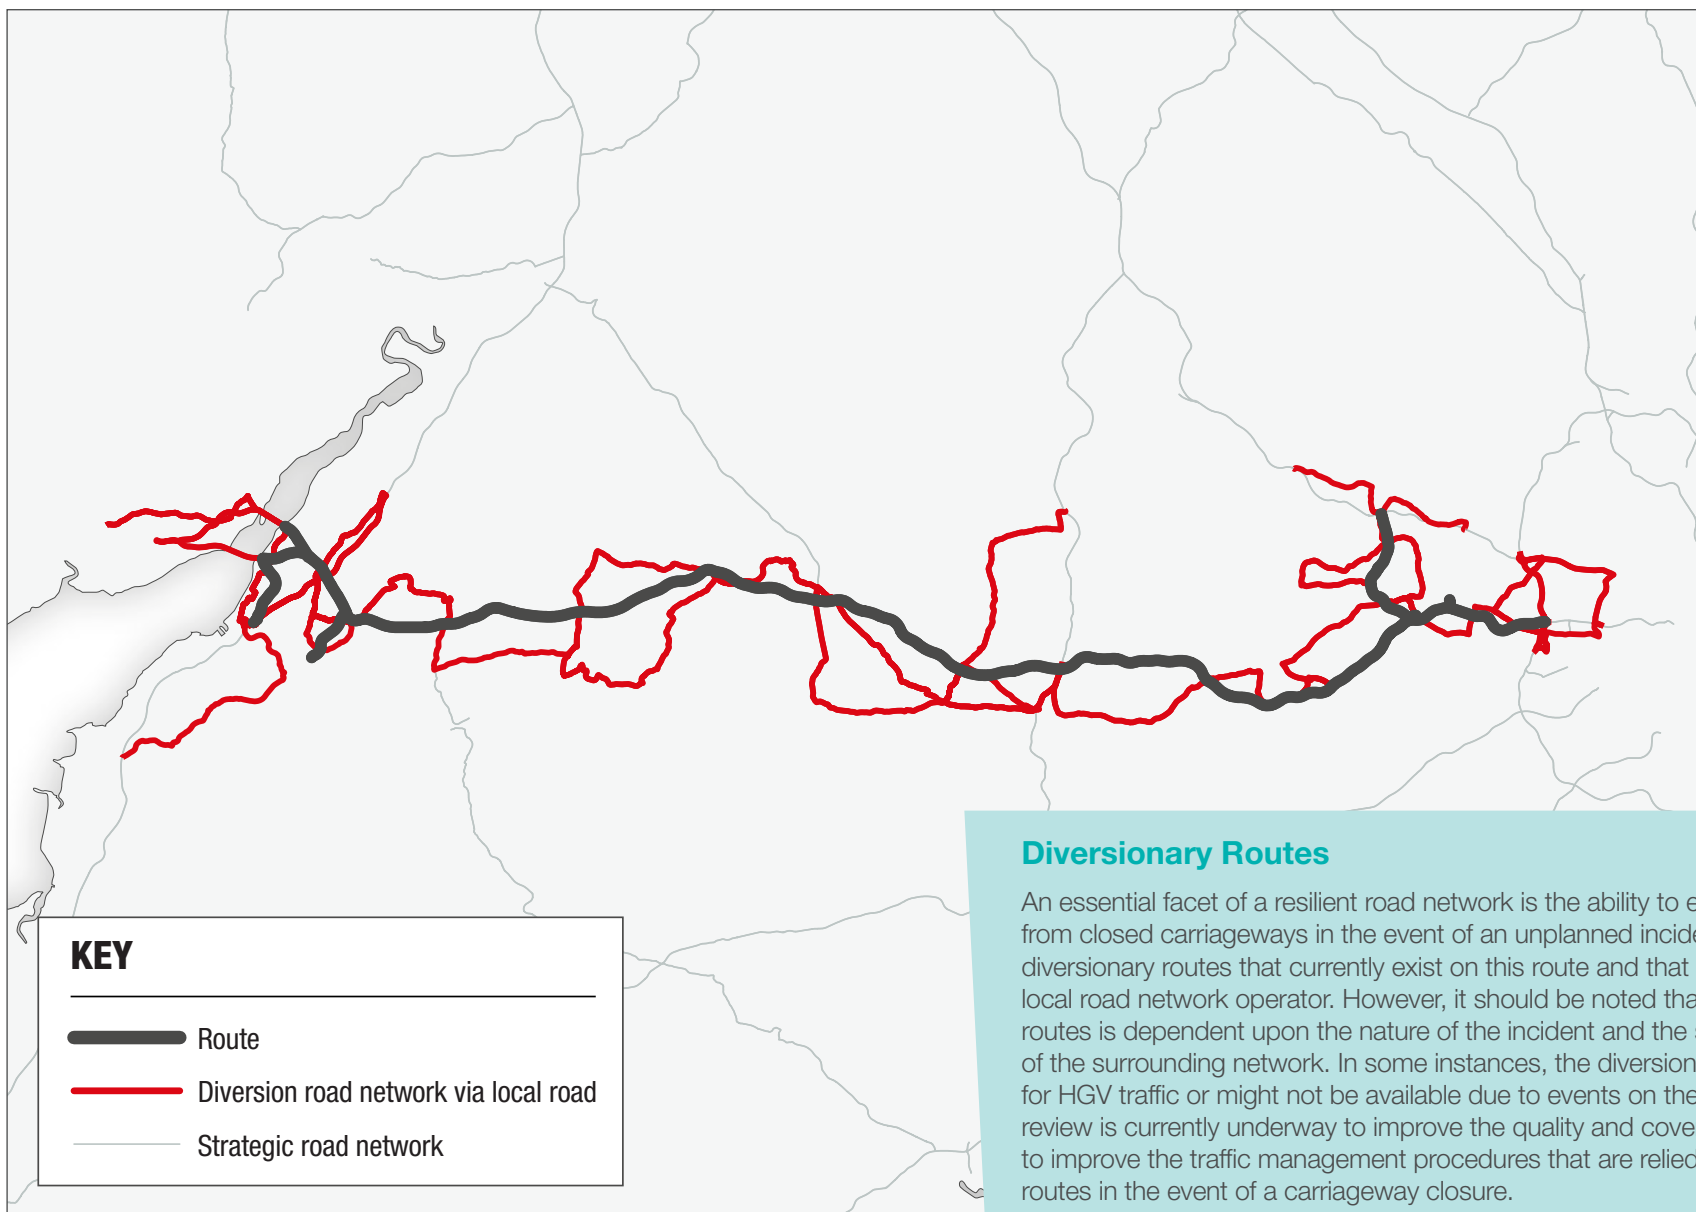 KEY
Route
Diversion road network via local road
Strategic road network
Diversionary Routes
An essential facet of a resilient road network is the ability to
from closed carriageways in the event of an unplanned
diversionary routes that currently exist on this route and that
local road network operator. However, it should be noted
routes is dependent upon the nature of the incident and the
of the surrounding network. In some instances, the diversion
for HGV traffic or might not be available due to events on the
review is currently underway to improve the quality and
to improve the traffic management procedures that are relied
routes in the event of a carriageway closure.